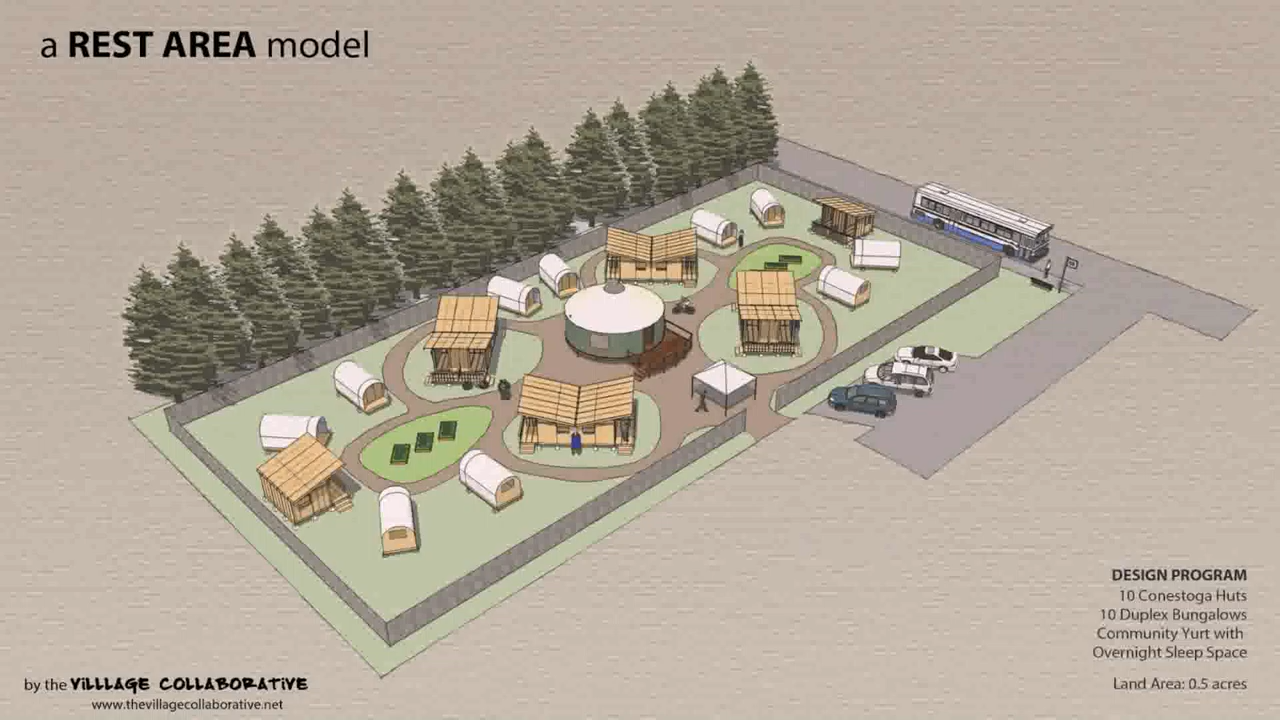 a REST AREA model
DESIGN PROGRAM
10 Conestoga Huts
10 Duplex Bungalows
Community Yurt with
Overnight Sleep Space
Land Area: 0.5 acres
by the ViLLLAGE COLLABORATiVE
www.thevillagecollaborative.net